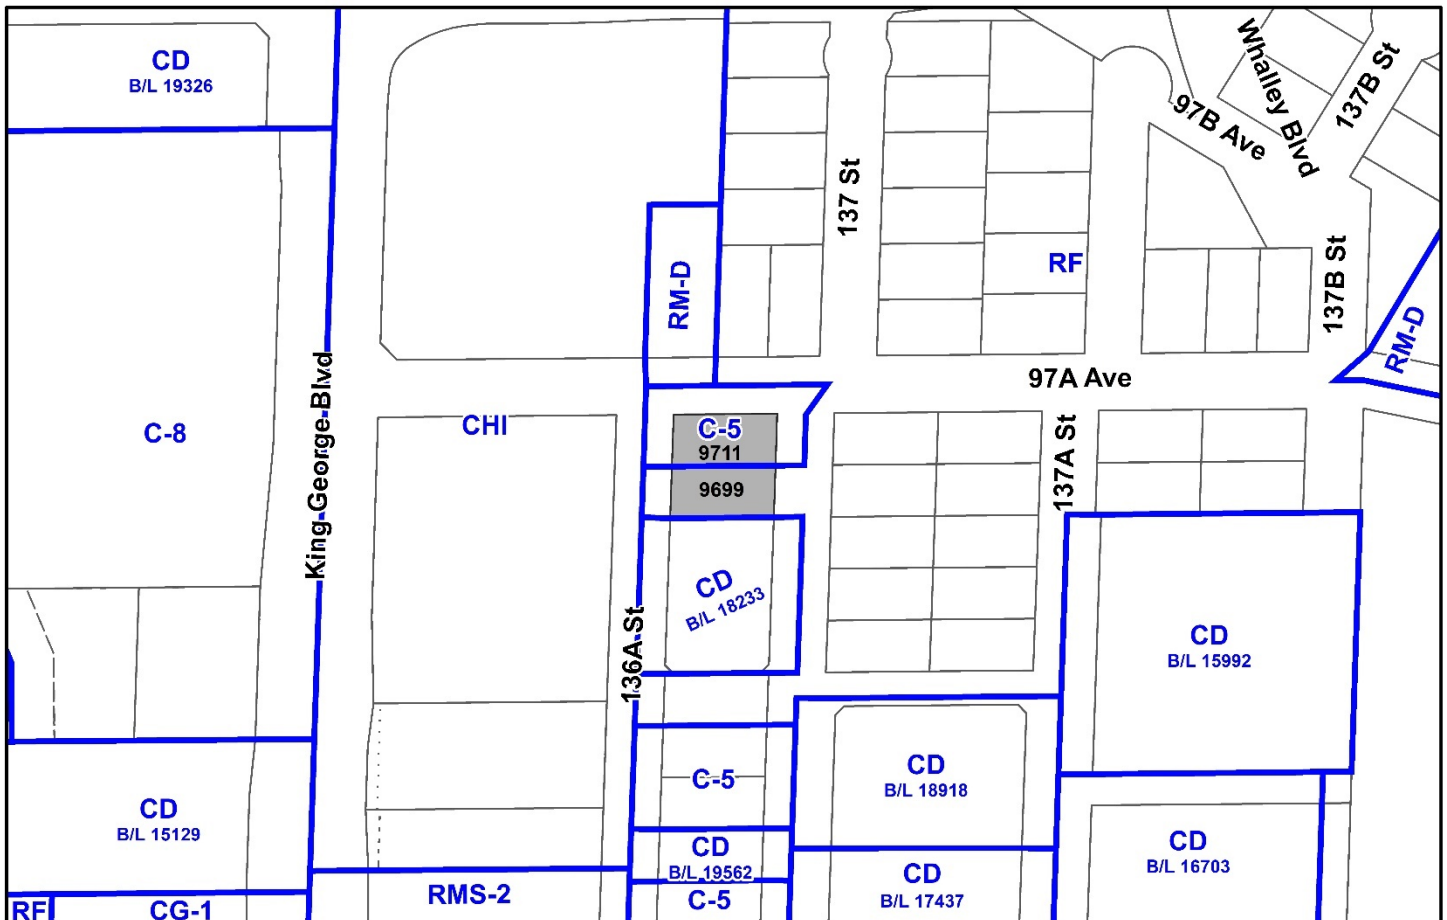 CD
B/L 19326
Whalley Blvd
137B St
97B Ave
137 St
RM-D
RF
137B St
RM-D
97A Ave
C-8
King George Blvd
CHI
C-5
9711
9699
137A St
136A St
CD
B/L 18233
CD
B/L 15992
C-5
CD
B/L 18918
CD
B/L 15129
CD
B/L 19562
CD
B/L 16703
RMS-2
C-5
CD
B/L 17437
RF
CG-1